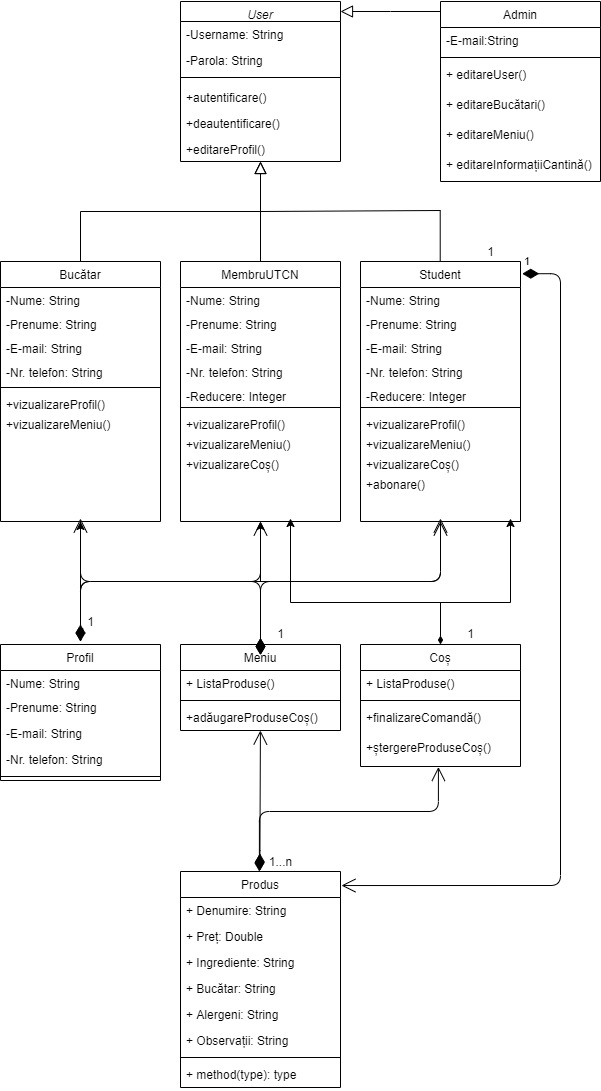 User
-Username: String
-Parola: String
+autentificare()
+deautentificare()
+editareProfil()
Admin
-E-mail:String
+ editareUser()
+ editareBucătari()
+ editareMeniu()
+ editareInformațiiCantină()
Bucătar
-Nume: String
-Prenume: String
-E-mail: String
-Nr. telefon: String
+vizualizareProfil()
+vizualizareMeniu()
MembruUTCN
-Nume: String
-Prenume: String
-E-mail: String
-Nr. telefon: String
-Reducere: Integer
+vizualizareProfil()
+vizualizareMeniu()
+vizualizareCoș()
1
1
Student
-Nume: String
-Prenume: String
-E-mail: String
-Nr. telefon: String
-Reducere: Integer
+vizualizareProfil()
+vizualizareMeniu()
+vizualizareCoș()
+abonare()
1
Profil
-Nume: String
-Prenume: String
-E-mail: String
-Nr. telefon: String
1
Meniu
+ ListaProduse()
+adăugareProduseCoș()
1
Coș
+ ListaProduse()
+finalizareComandă()
+ștergereProduseCoș()
1...n
Produs
+ Denumire: String
+ Preț: Double
+ Ingrediente: String
+ Bucătar: String
+ Alergeni: String
+ Observații: String
+ method(type): type